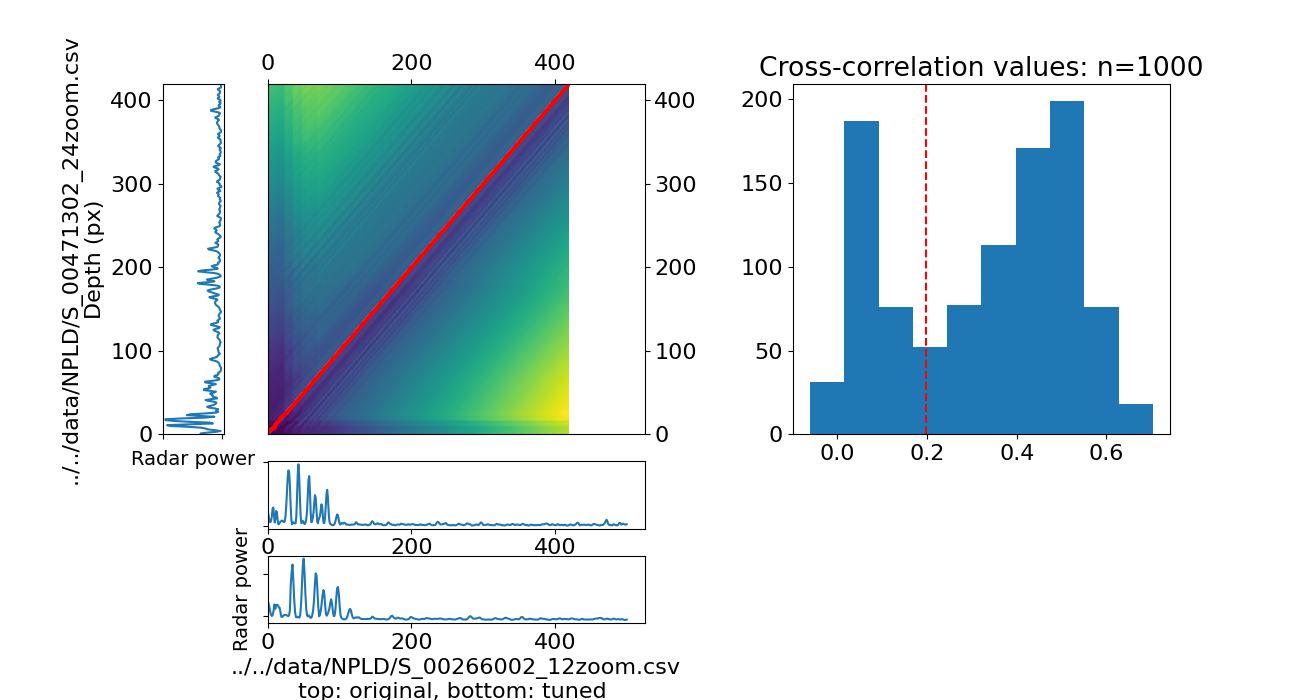 0 200 400
Cross-correlation values: n=1000
../../data/NPLD/S_00471302_24zoom.csv
Depth (px)
400
300
200
100
0
400
300
200
100
0
200
150
100
50
0
0.0 0.2 0.4 0.6
Radar power
0 200 400
Radar power
0 200 400
../../data/NPLD/S_00266002_12zoom.csv
top: original, bottom: tuned